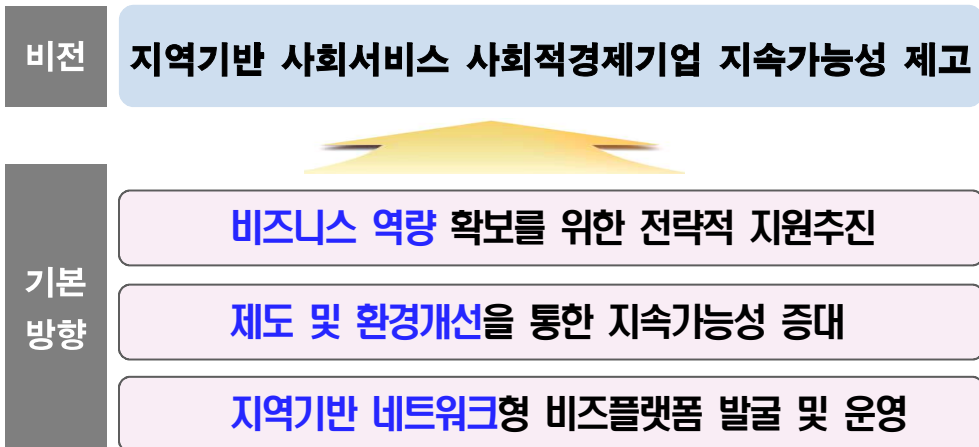 비전
지역기반 사회서비스 사회적경제기업 지속가능성 제고
기본
방향
비즈니스 역량 확보를 위한 전략적 지원추진
제도 및 환경개선을 통한 지속가능성 증대
지역기반 네트워크형 비즈플랫폼 발굴 및 운영